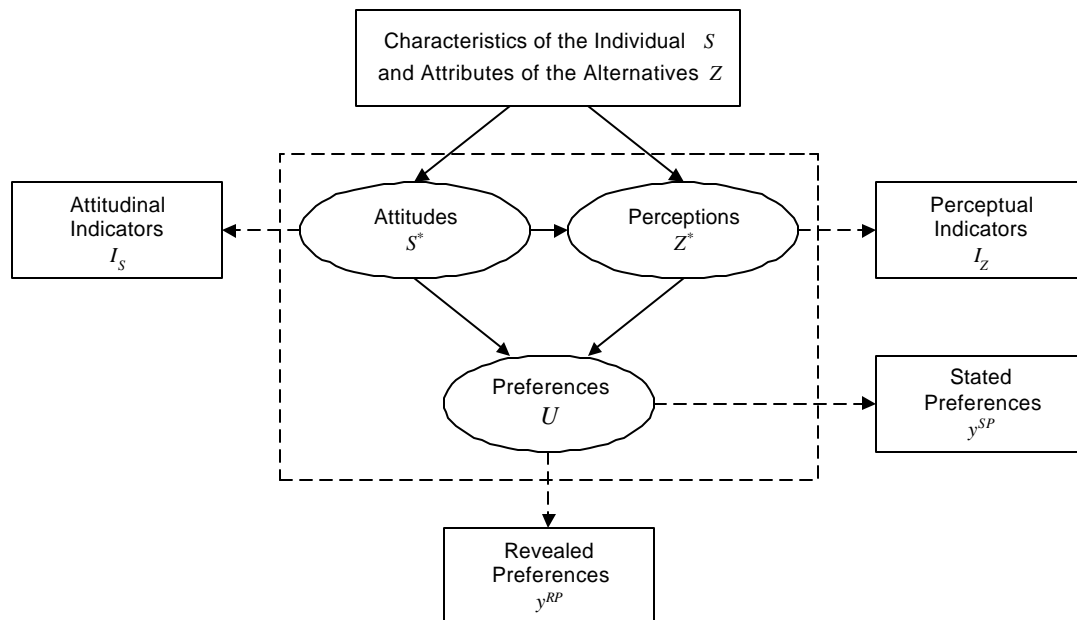 Characteristics of the Individual S
and Attributes of the Alternatives Z
Attitudinal
Indicators
I_S
Attitudes
S*
Perceptions
Z*
Perceptual
Indicators
I_Z
Preferences
U
Stated
Preferences
y^SP
Revealed
Preferences
y^RP